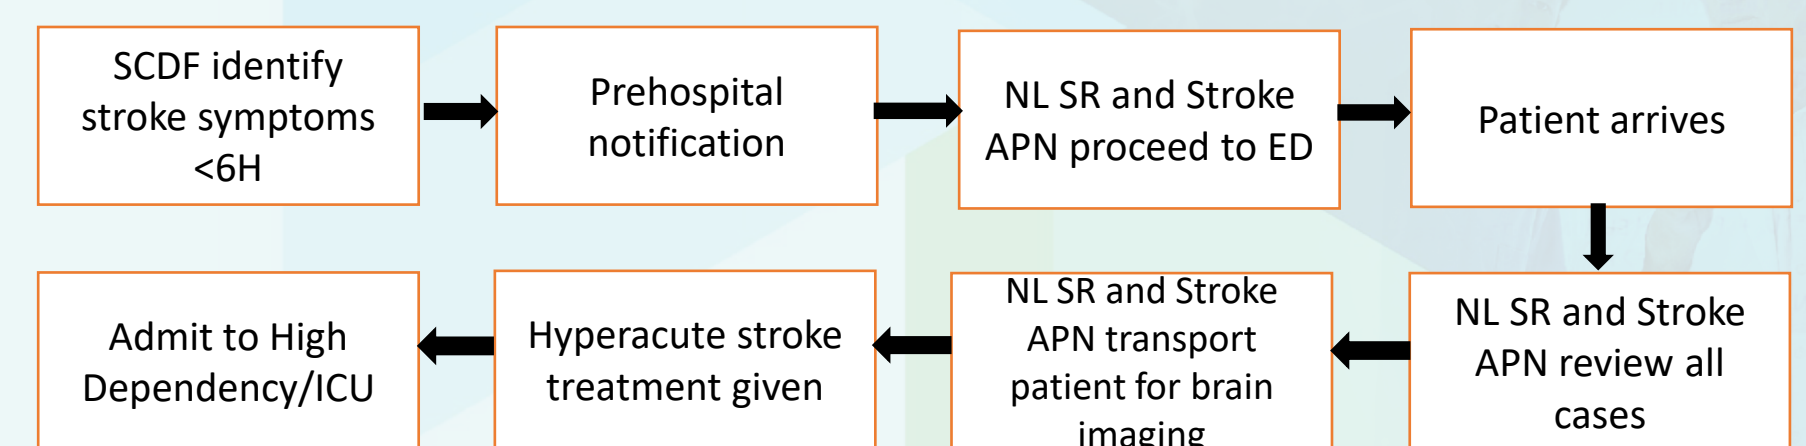 SCDF identify
stroke symptoms
<6H
Prehospital
notification
NL SR and Stroke
APN proceed to ED
Patient arrives
NL SR and Stroke
APN review all
cases
NL SR and Stroke
APN transport
patient for brain
imaging
Hyperacute stroke
treatment given
Admit to High
Dependency/ICU